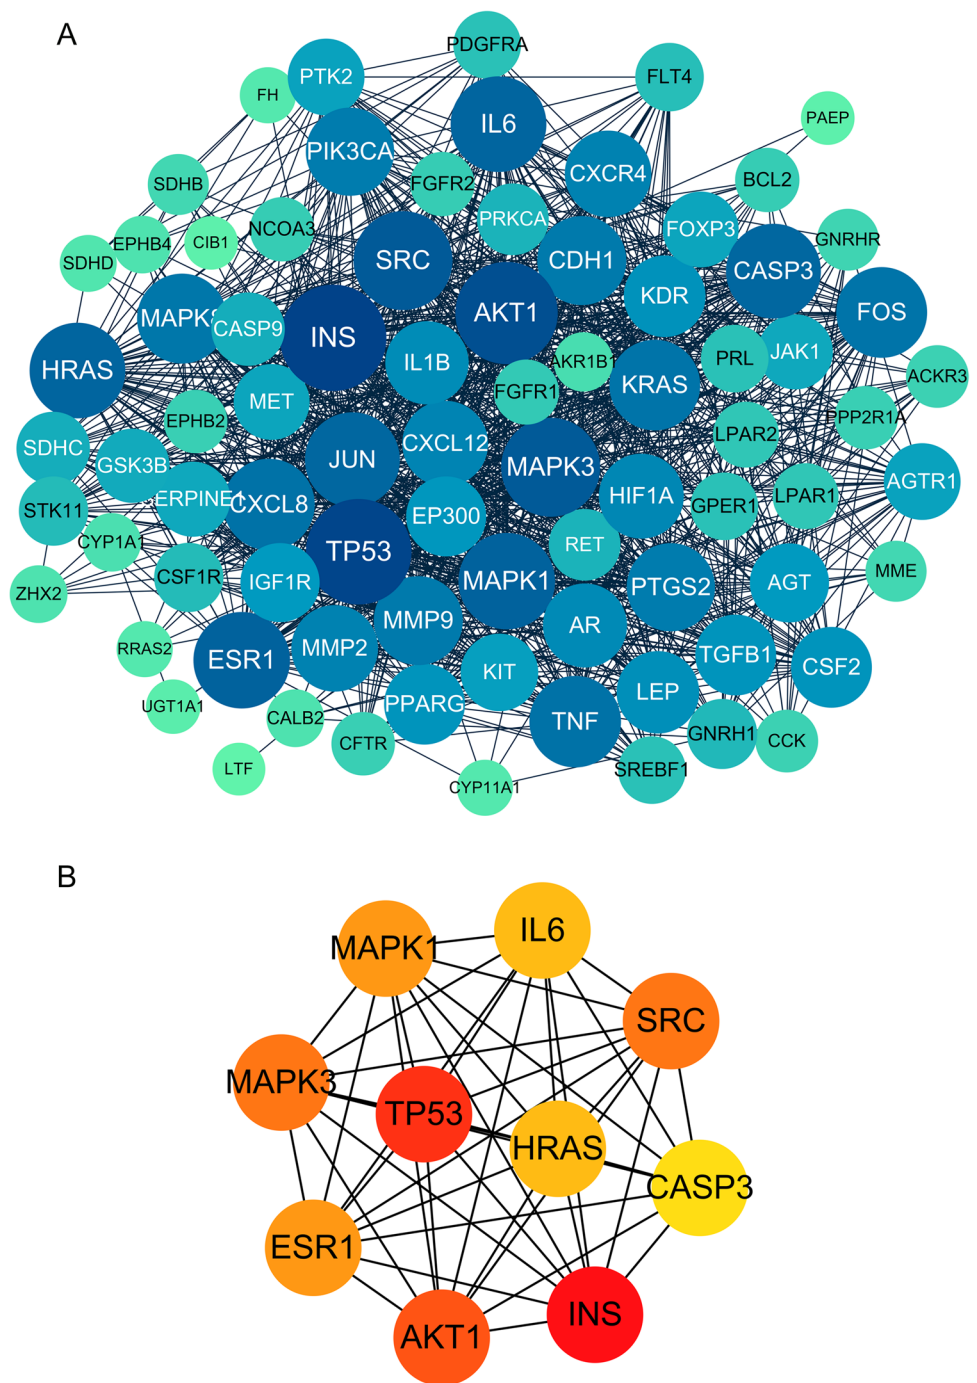 A
PDGFRA
PTK2
FLT4
FH
PAEP
IL6
PIK3CA
CXCR4
BCL2
FGFR2
SDHB
PRKCA
FOXP3
NCOA3
GNRHR
EPHB4
CIB1
SDHD
SRC
CDH1
CASP3
KDR
MAPK8
AKT1
FOS
CASP9
INS
IL1B
AKR1B1
PRL
JAK1
HRAS
ACKR3
KRAS
FGFR1
MET
PPP2R1A
EPHB2
LPAR2
CXCL12
SDHC
JUN
GSK3B
MAPK3
AGTR1
HIF1A
LPAR1
ERPINE1
CXCL8
GPER1
STK11
EP300
CYP1A1
RET
TP53
MME
CSF1R
IGF1R
MAPK1
PTGS2
AGT
ZHX2
MMP9
AR
RRAS2
MMP2
TGFB1
ESR1
CSF2
KIT
LEP
UGT1A1
PPARG
CALB2
TNF
GNRH1
CCK
CFTR
LTF
SREBF1
CYP11A1
B
IL6
MAPK1
SRC
MAPK3
TP53
HRAS
CASP3
ESR1
INS
AKT1